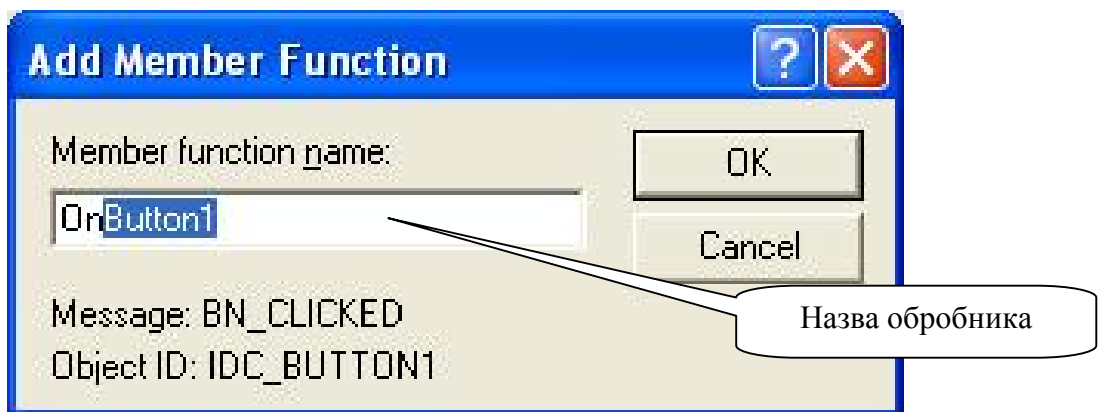 Add Member Function
Member function name:
OK
OnButton1
Cancel
Message: BN_CLICKED
Назва обробника
Object ID: IDC_BUTTON1